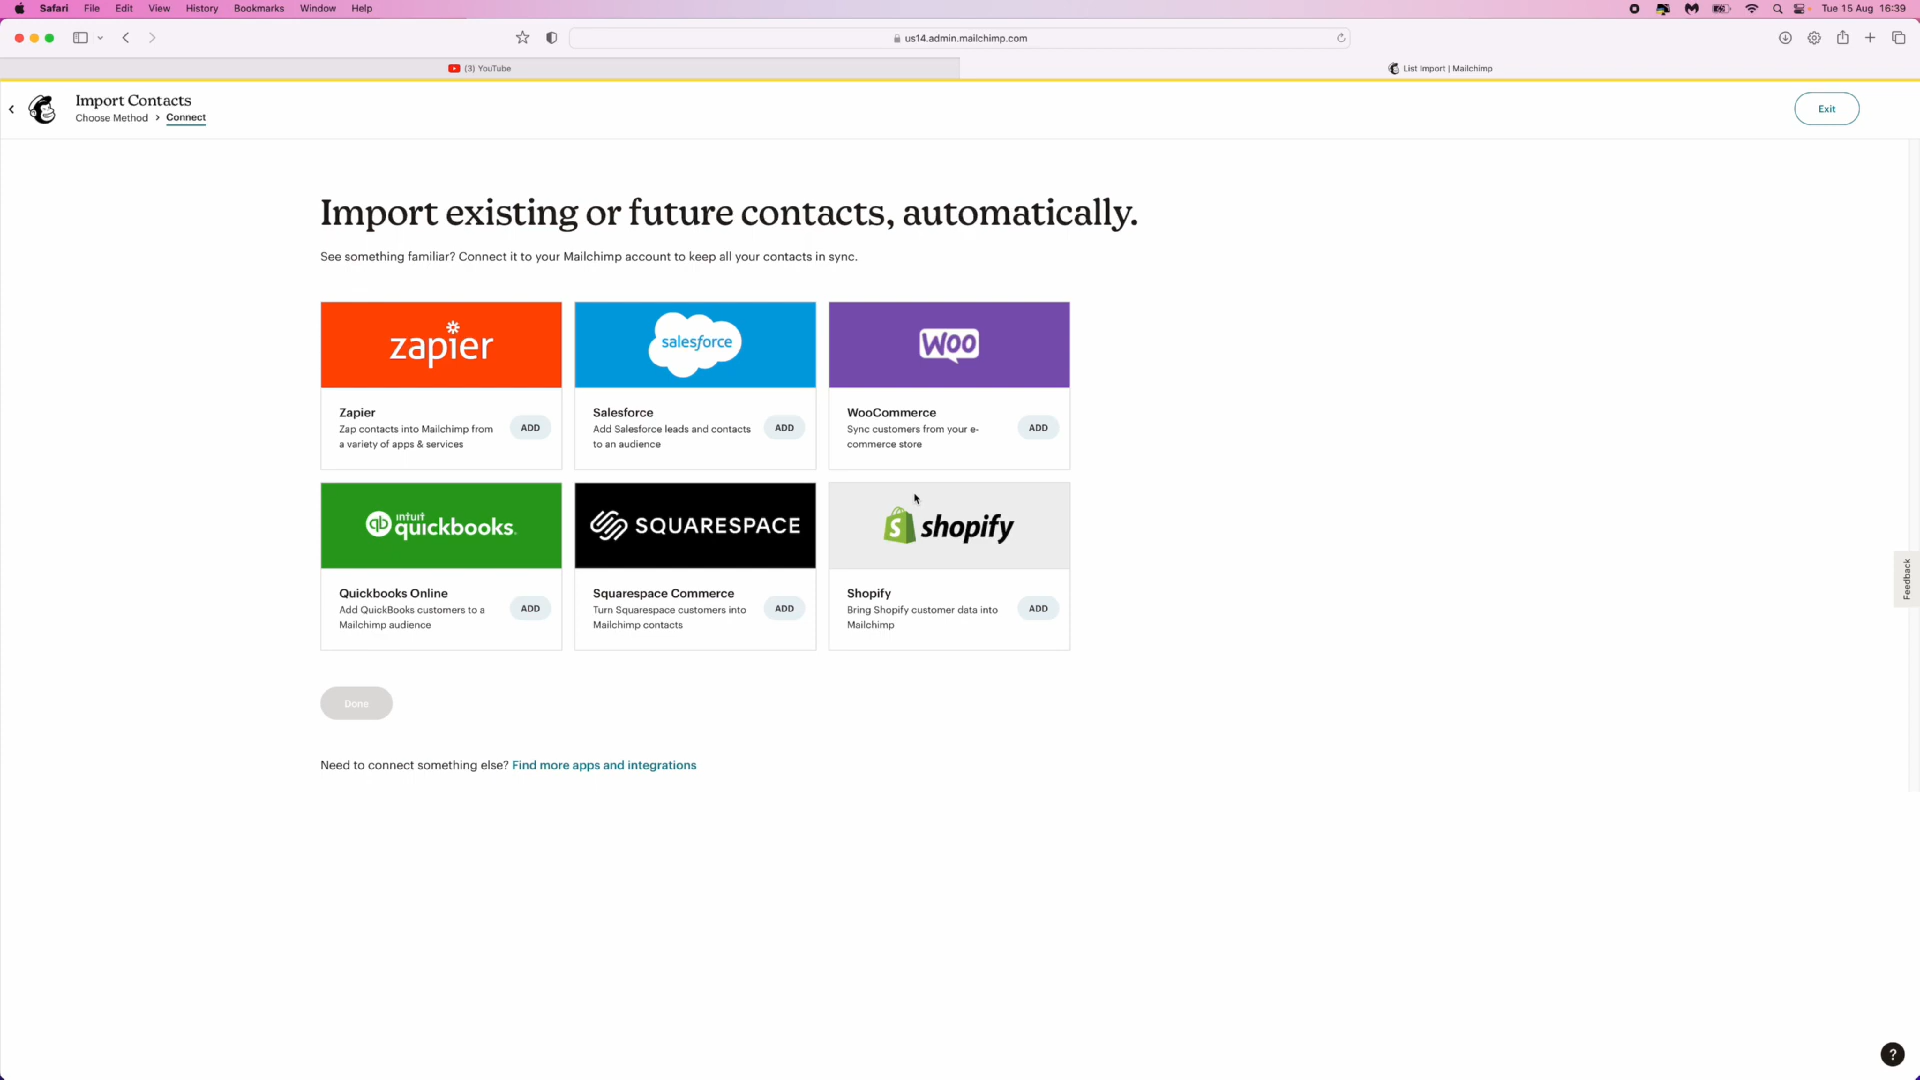 Safari File Edit View History Bookmarks Window Help
Tue 15 Aug 16:39
us14.admin.mailchimp.com
(3) YouTube
List Import | Mailchimp
Import Contacts
Choose Method > Connect
Exit
Import existing or future contacts, automatically.
See something familiar? Connect it to your Mailchimp account to keep all your contacts in sync.
zapier
salesforce
WOO
Zapier
Zap contacts into Mailchimp from
a variety of apps & services
ADD
Salesforce
Add Salesforce leads and contacts
to an audience
ADD
WooCommerce
Sync customers from your e-
commerce store
ADD
qb intuit quickbooks.
SQUARESPACE
S shopify
Quickbooks Online
Add QuickBooks customers to a
Mailchimp audience
ADD
Squarespace Commerce
Turn Squarespace customers into
Mailchimp contacts
ADD
Shopify
Bring Shopify customer data into
Mailchimp
ADD
Feedback
Done
Need to connect something else? Find more apps and integrations
?